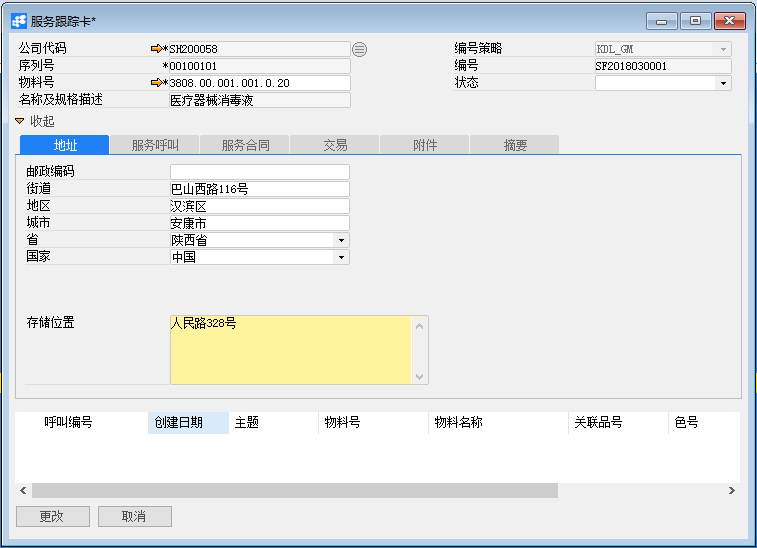 服务跟踪卡*
公司代码 *SH200058 编号策略 KDL_GM
序列号 *00100101 编号 SF2018030001
物料号 *3808.00.001.001.0.20 状态
名称及规格描述 医疗器械消毒液
收起
地址 服务呼叫 服务合同 交易 附件 摘要
邮政编码
街道 巴山西路116号
地区 汉滨区
城市 安康市
省 陕西省
国家 中国
存储位置 人民路328号
呼叫编号 创建日期 主题 物料号 物料名称 关联品号 色号
更改 取消